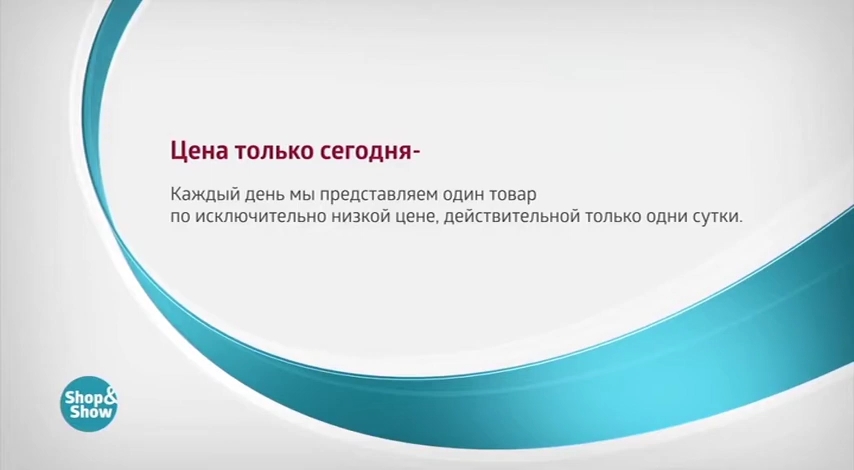 Цена только сегодня-
Каждый день мы представляем один товар
по исключительно низкой цене, действительной только одни сутки.
Shop&
Show